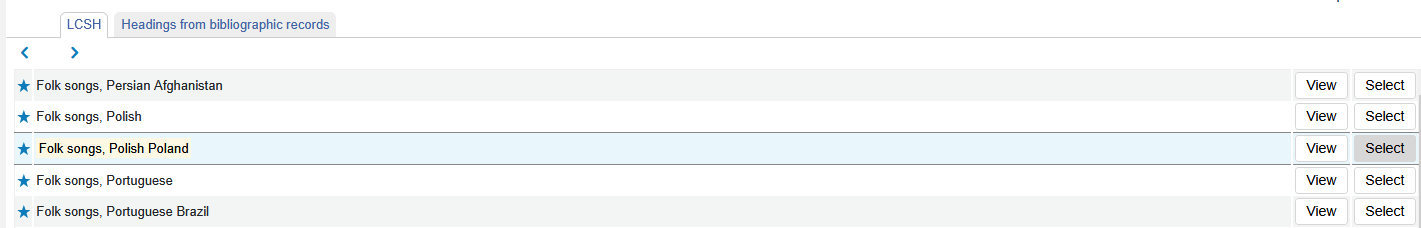 LCSH Headings from bibliographic records
Folk songs, Persian Afghanistan View Select
Folk songs, Polish View Select
Folk songs, Polish Poland View Select
Folk songs, Portuguese View Select
Folk songs, Portuguese Brazil View Select